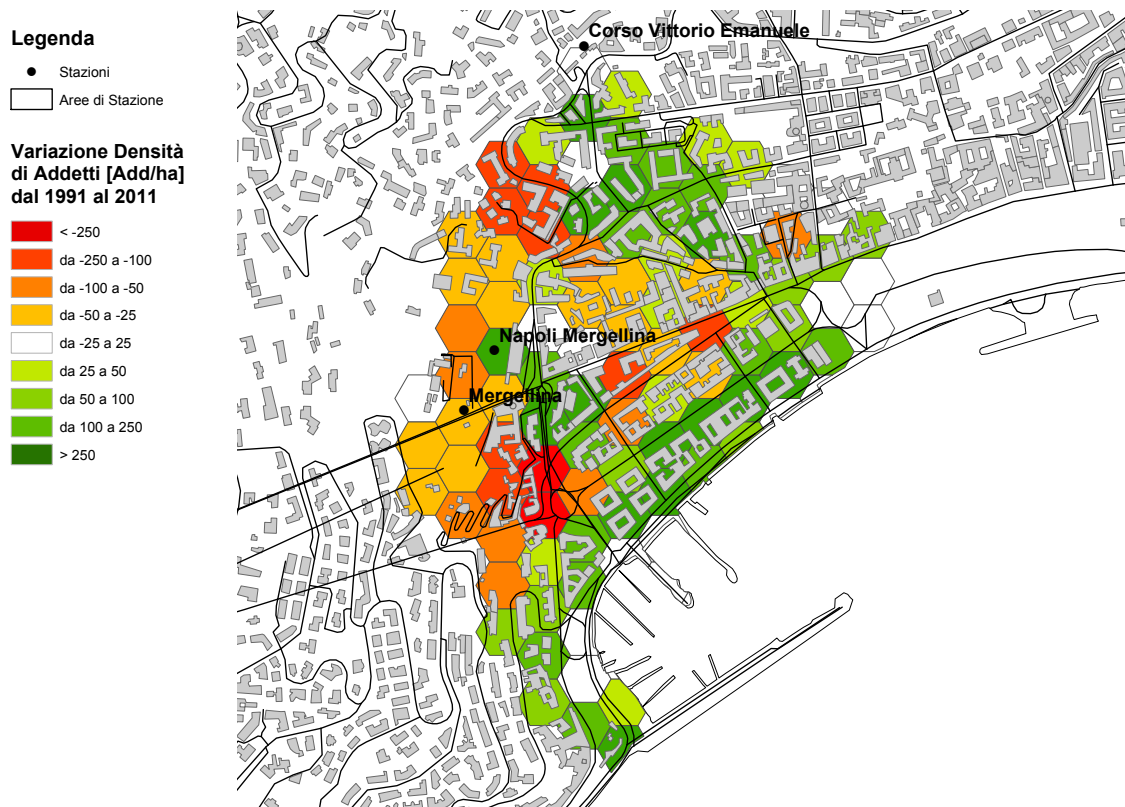 Legenda
Stazioni
Aree di Stazione
Variazione Densità
di Addetti [Add/ha]
dal 1991 al 2011
< -250
da -250 a -100
da -100 a -50
da -50 a -25
da -25 a 25
da 25 a 50
da 50 a 100
da 100 a 250
> 250
Corso Vittorio Emanuele
Napoli Mergellina
Mergellina